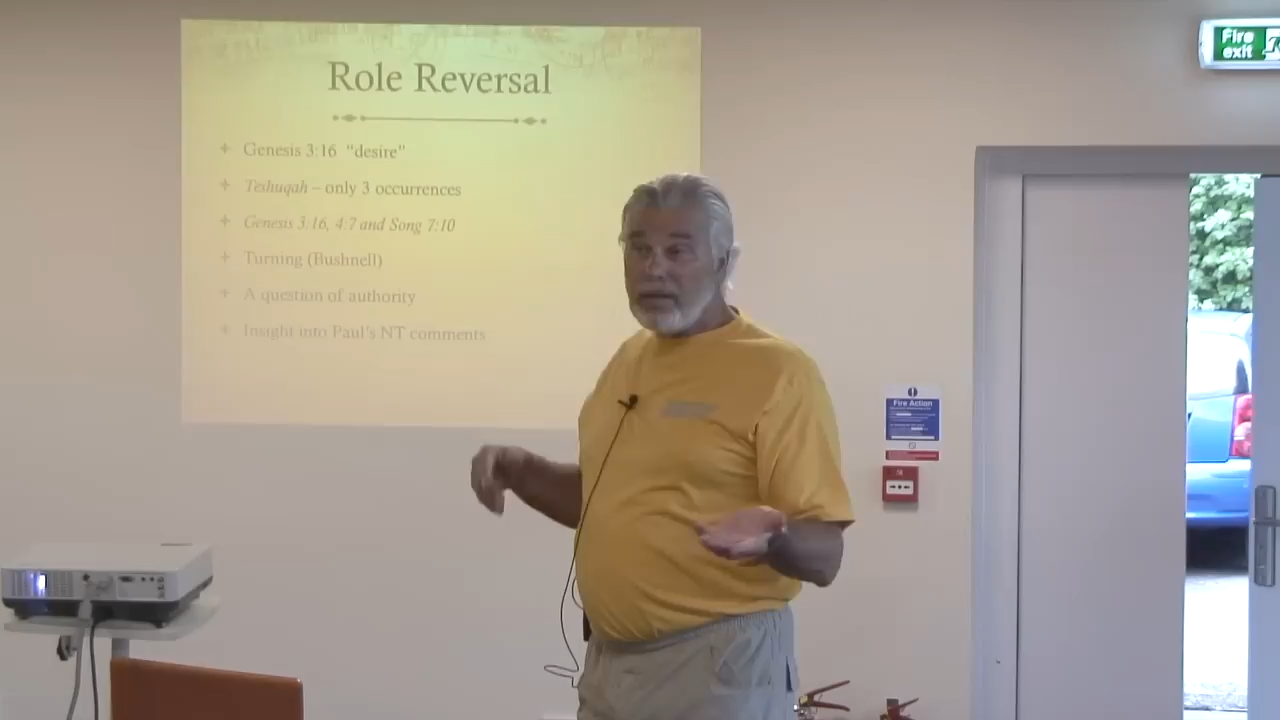 Role Reversal
Genesis 3:16 "desire"
Teshuqah – only 3 occurrences
Genesis 3:16, 4:7 and Song 7:10
Turning (Bushnell)
A question of authority
Insight into Paul's NT comments
Fire
exit
Fire Action